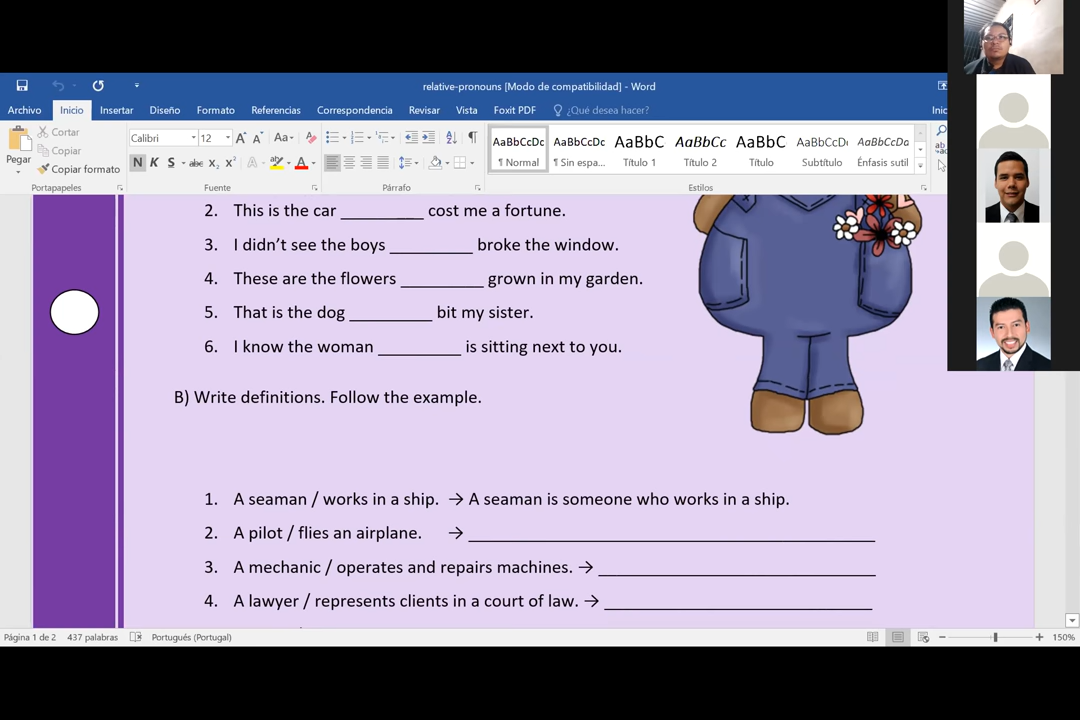 relative-pronouns [Modo de compatibilidad] - Word
Archivo Inicio Insertar Diseño Formato Referencias Correspondencia Revisar Vista Foxit PDF ¿Qué desea hacer?
Pegar
Cortar
Copiar
Copiar formato
Portapapeles
Calibri 12
Fuente
Párrafo
AaBbCcDc AaBbCcDc AaBbC AaBbCc AaBbC AaBbCcD AaBbCcDd
¶ Normal ¶ Sin espa... Título 1 Título 2 Título Subtítulo Énfasis sutil
Estilos
2. This is the car _________ cost me a fortune.
3. I didn’t see the boys _________ broke the window.
4. These are the flowers _________ grown in my garden.
5. That is the dog _________ bit my sister.
6. I know the woman _________ is sitting next to you.
B) Write definitions. Follow the example.
1. A seaman / works in a ship. → A seaman is someone who works in a ship.
2. A pilot / flies an airplane. → _________
3. A mechanic / operates and repairs machines. → _________
4. A lawyer / represents clients in a court of law. → _________
Página 1 de 2 437 palabras Português (Portugal) 150%